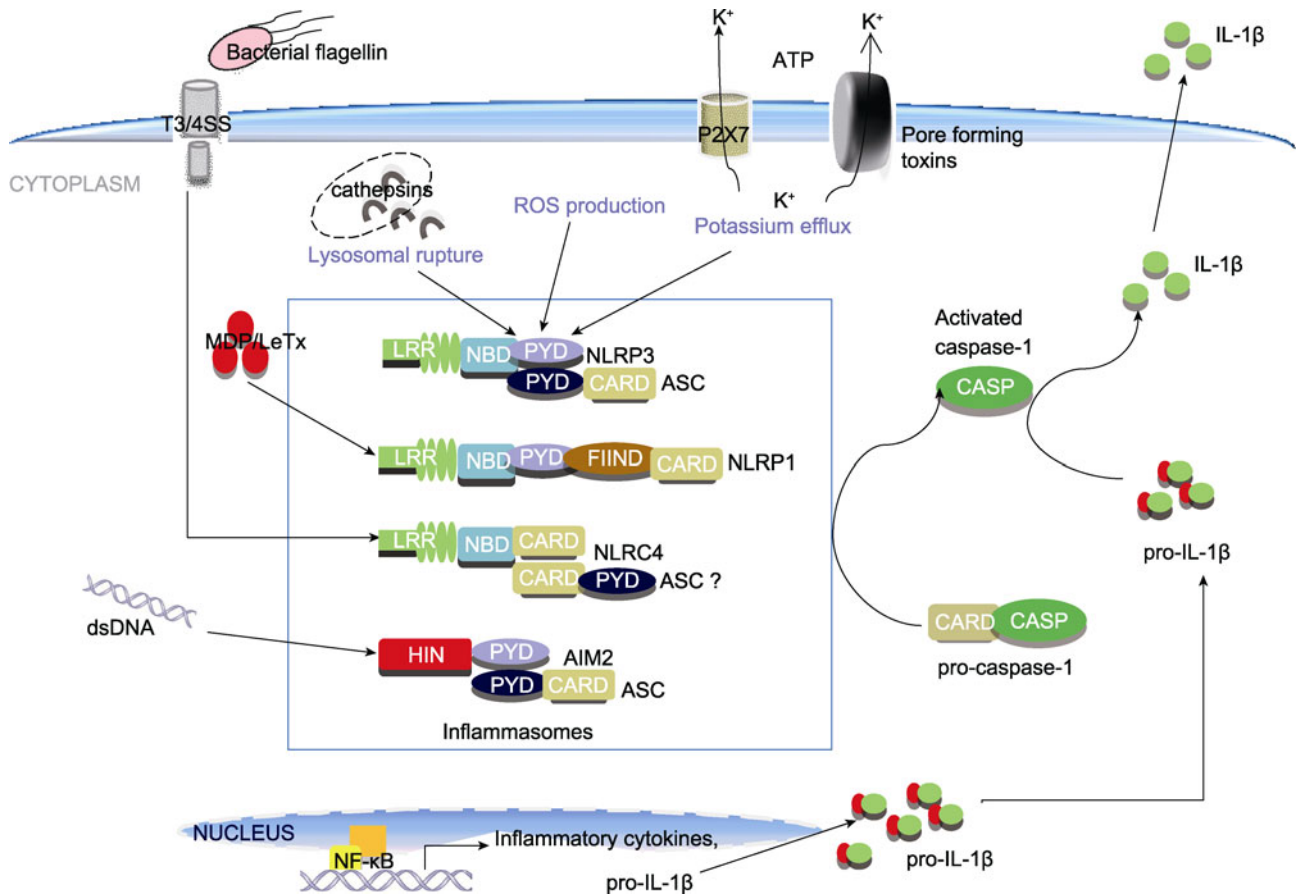 K⁺
K⁺
IL-1β
Bacterial flagellin
ATP
T3/4SS
P2X7
Pore forming
toxins
CYTOPLASM
cathepsins
ROS production
K⁺
Potassium efflux
Lysosomal rupture
IL-1β
MDP/LeTx
LRR NBD PYD NLRP3
PYD CARD ASC
Activated
caspase-1
CASP
LRR NBD PYD FIIND CARD NLRP1
LRR NBD CARD NLRC4
CARD PYD ASC ?
pro-IL-1β
dsDNA
HIN PYD AIM2
PYD CARD ASC
CARD CASP
pro-caspase-1
Inflammasomes
NUCLEUS
NF-κB
Inflammatory cytokines,
pro-IL-1β
pro-IL-1β